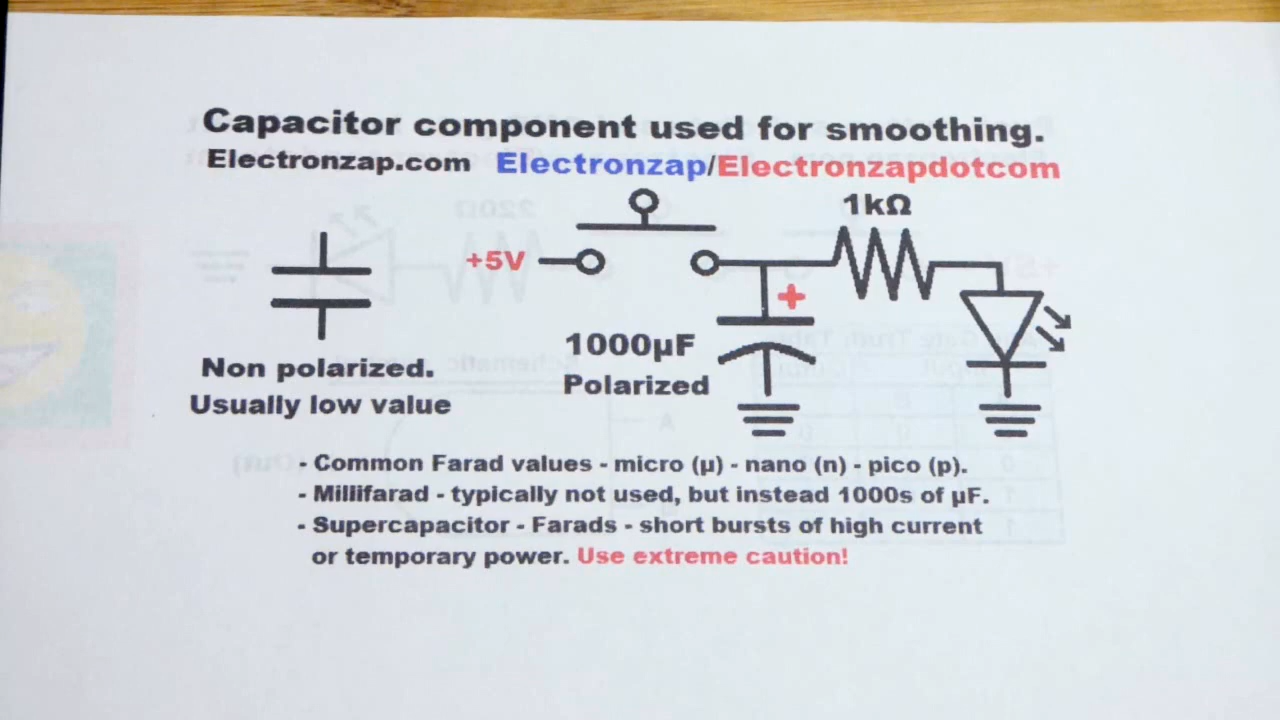 Capacitor component used for smoothing.
Electronzap.com Electronzap/Electronzapdotcom
1kΩ
+5V
+
1000µF
Polarized
Non polarized.
Usually low value
- Common Farad values - micro (µ) - nano (n) - pico (p).
- Millifarad - typically not used, but instead 1000s of µF.
- Supercapacitor - Farads - short bursts of high current
or temporary power. Use extreme caution!